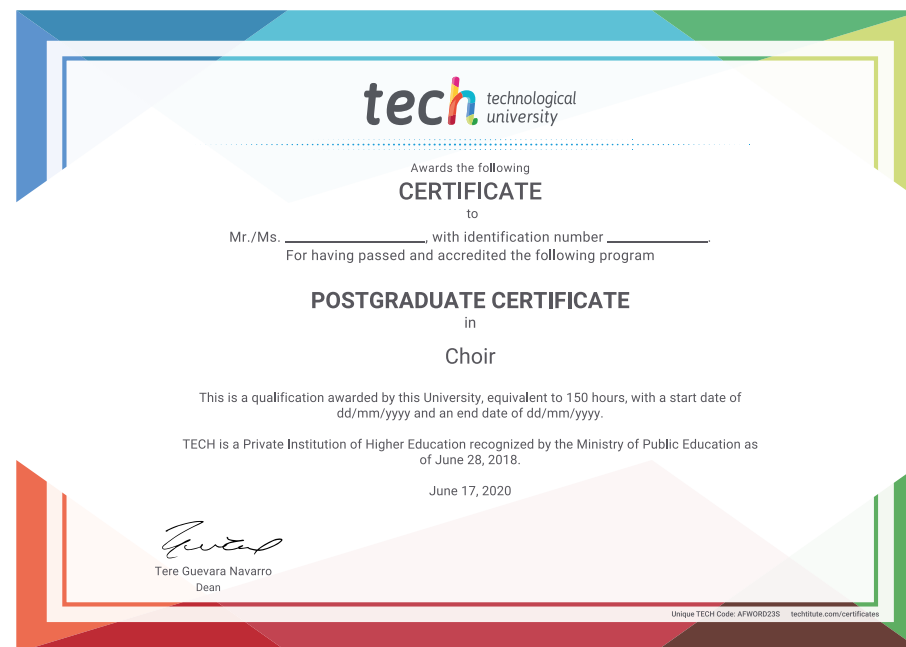 tech technological
university
Awards the following
CERTIFICATE
to
Mr./Ms. ____________________, with identification number ______________.
For having passed and accredited the following program
POSTGRADUATE CERTIFICATE
in
Choir
This is a qualification awarded by this University, equivalent to 150 hours, with a start date of
dd/mm/yyyy and an end date of dd/mm/yyyy.
TECH is a Private Institution of Higher Education recognized by the Ministry of Public Education as
of June 28, 2018.
June 17, 2020
Tere Guevara Navarro
Dean
Unique TECH Code: AFWORD23S techtitute.com/certificates